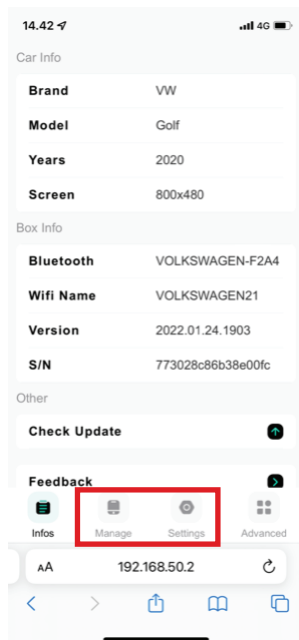 14.42 4G
Car Info
Brand VW
Model Golf
Years 2020
Screen 800x480
Box Info
Bluetooth VOLKSWAGEN-F2A4
Wifi Name VOLKSWAGEN21
Version 2022.01.24.1903
S/N 773028c86b38e00fc
Other
Check Update
Feedback
Infos Manage Settings Advanced
AA 192.168.50.2